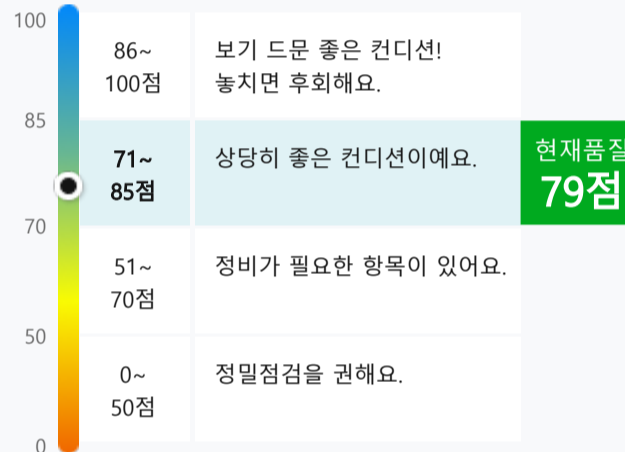 100
86~
100점
보기 드문 좋은 컨디션!
놓치면 후회해요.
85
71~
85점
상당히 좋은 컨디션이예요.
현재품질
79점
70
51~
70점
정비가 필요한 항목이 있어요.
50
0~
50점
정밀점검을 권해요.
0